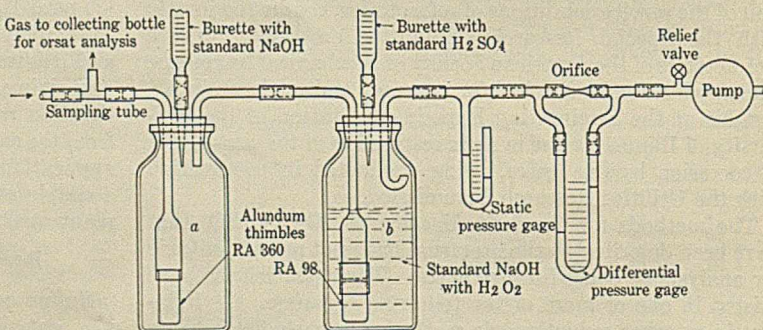 Gas to collecting bottle
for orsat analysis
Burette with
standard NaOH
Burette with
standard H2SO4
Relief
valve
Orifice
Pump
Sampling tube
a
Alundum
thimbles
RA 360
RA 98
b
Static
pressure gage
Standard NaOH
with H2O2
Differential
pressure gage